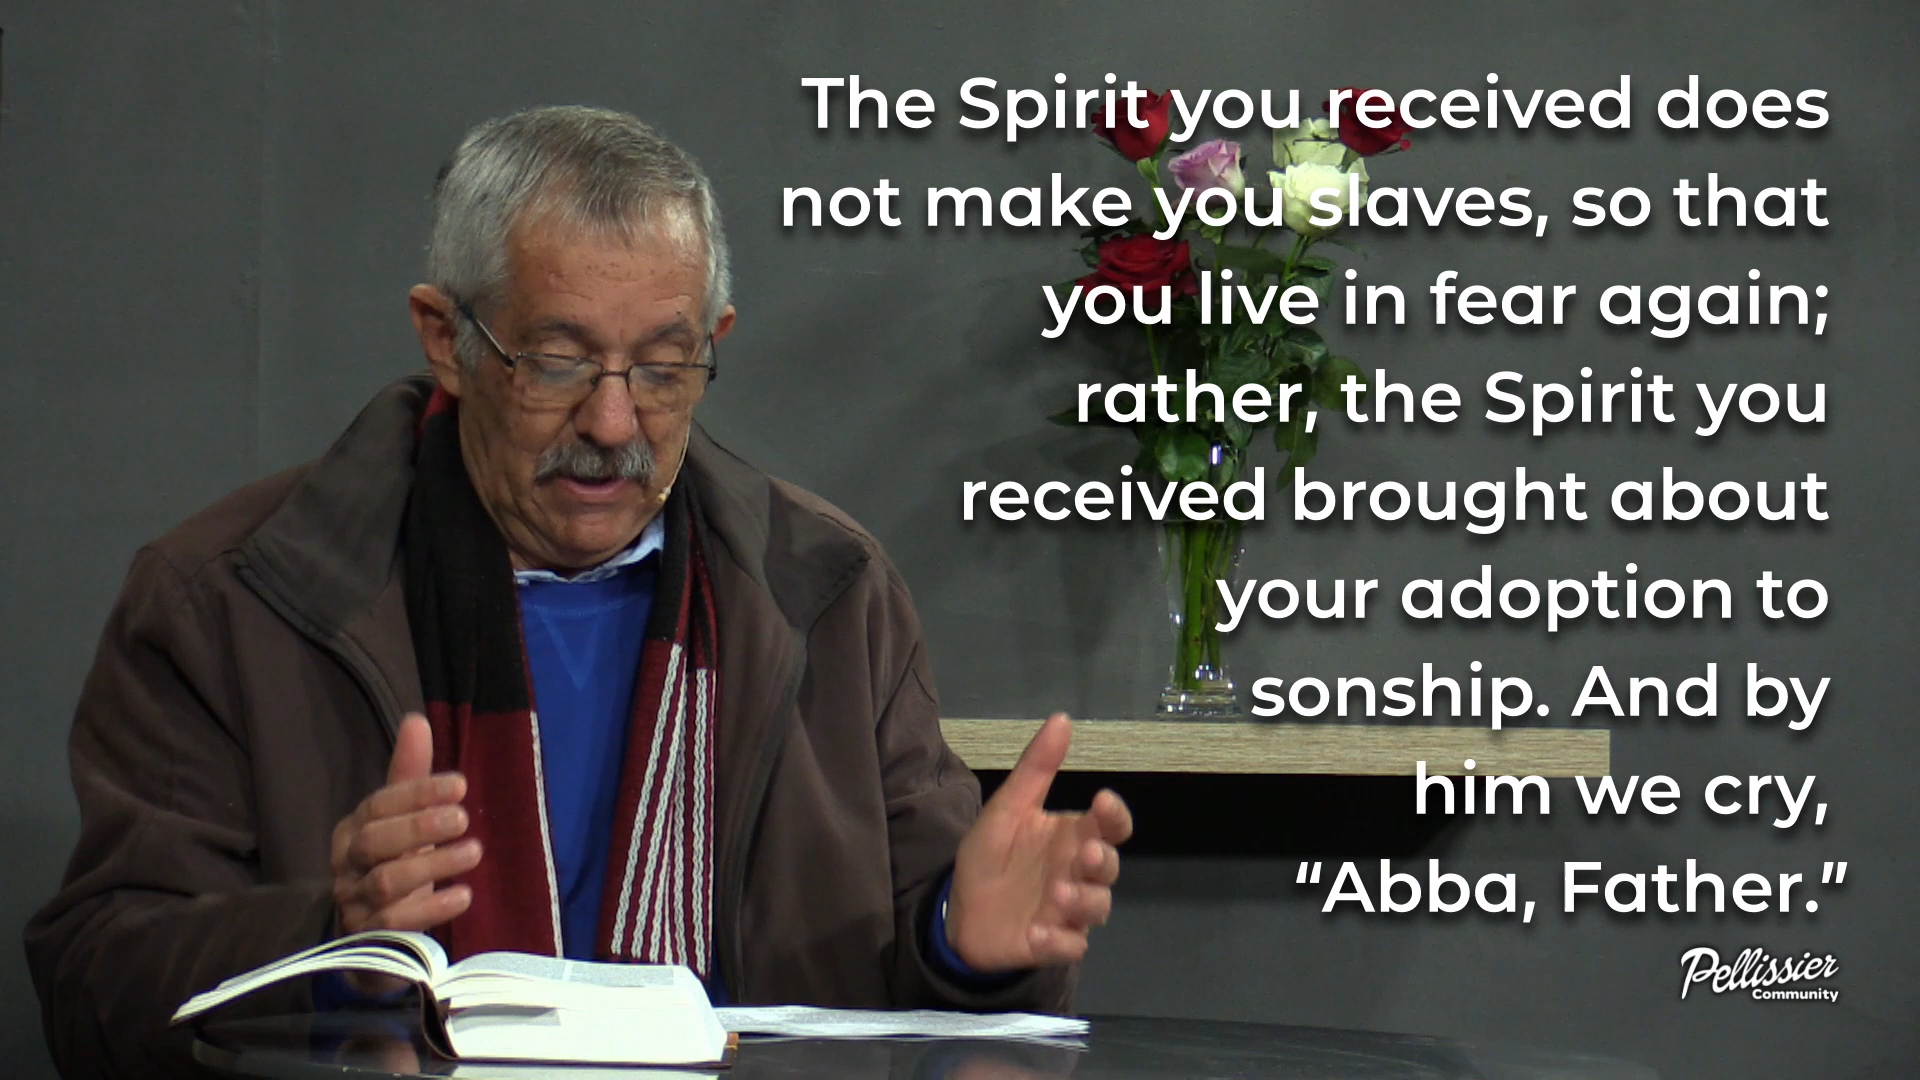 The Spirit you received does
not make you slaves, so that
you live in fear again;
rather, the Spirit you
received brought about
your adoption to
sonship. And by
him we cry,
“Abba, Father.”
Pellissier
Community